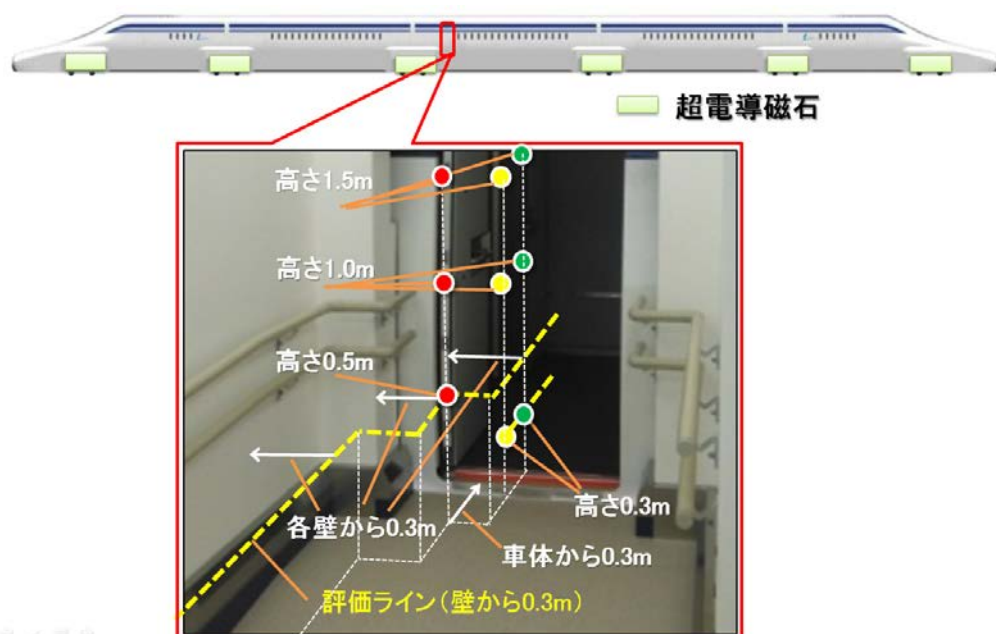 超電導磁石
高さ1.5m
高さ1.0m
高さ0.5m
高さ0.3m
各壁から0.3m
車体から0.3m
評価ライン(壁から0.3m)